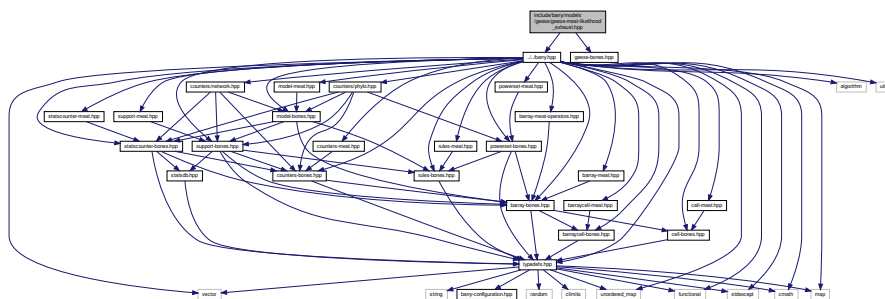 include/barry/models
/geese/geese-meat-likelihood
_exhaust.hpp
../../barry.hpp
geese-bones.hpp
counters/network.hpp
model-meat.hpp
counters/phylo.hpp
powerset-meat.hpp
algorithm
statscounter-meat.hpp
support-meat.hpp
model-bones.hpp
barray-meat-operators.hpp
statscounter-bones.hpp
support-bones.hpp
counters-meat.hpp
rules-meat.hpp
powerset-bones.hpp
statsdb.hpp
counters-bones.hpp
rules-bones.hpp
barray-meat.hpp
barray-bones.hpp
barraycell-meat.hpp
cell-meat.hpp
barraycell-bones.hpp
cell-bones.hpp
typedefs.hpp
vector
string
barry-configuration.hpp
random
climits
unordered_map
functional
stdexcept
cmath
map